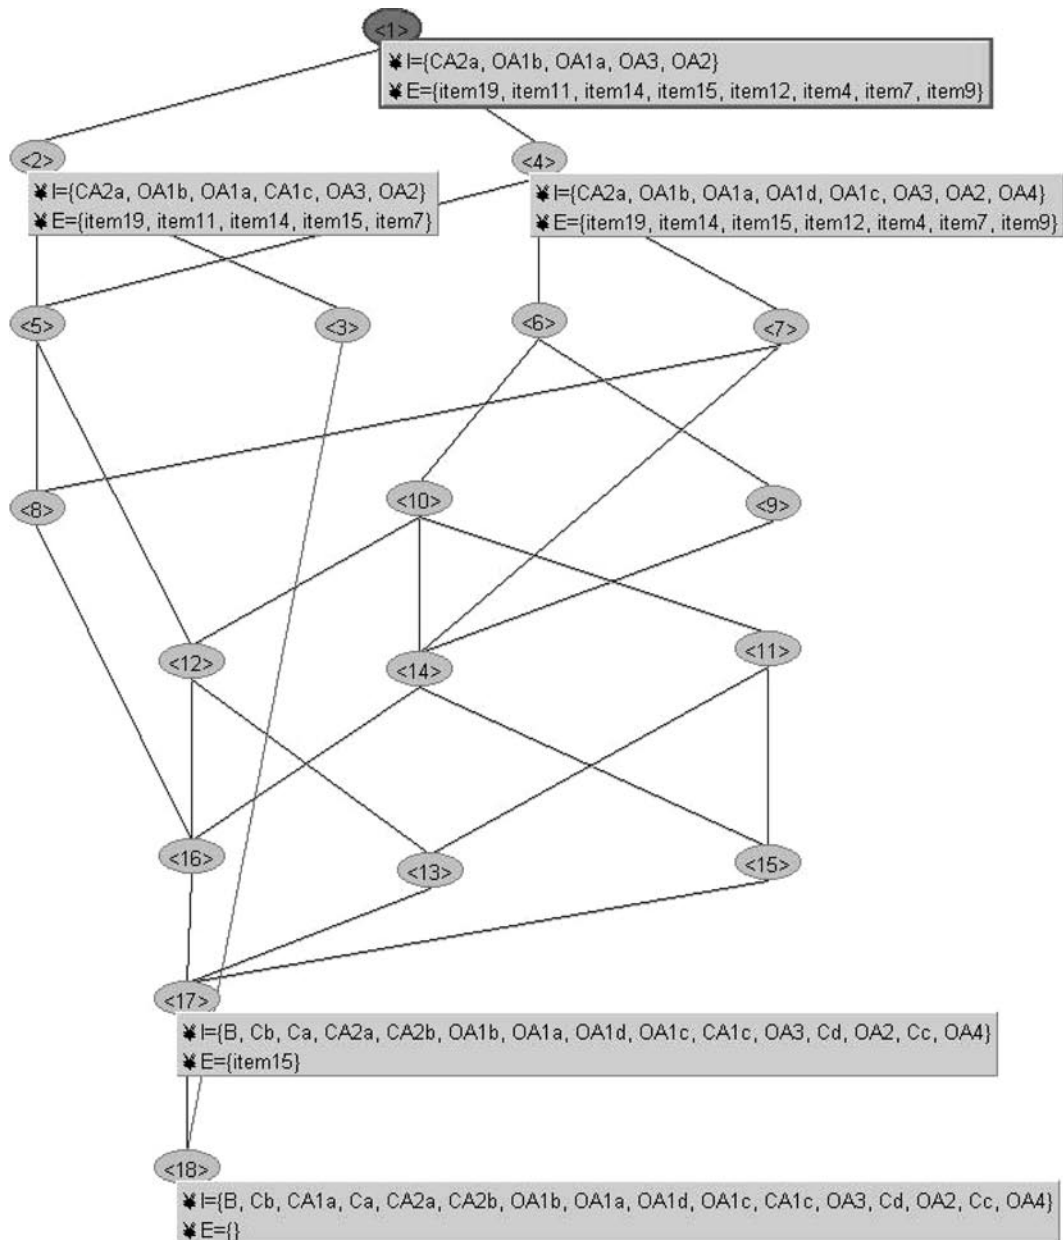 <1>
I={CA2a, OA1b, OA1a, OA3, OA2}
E={item19, item11, item14, item15, item12, item4, item7, item9}
<2>
<4>
I={CA2a, OA1b, OA1a, CA1c, OA3, OA2}
E={item19, item11, item14, item15, item7}
I={CA2a, OA1b, OA1a, OA1d, OA1c, OA3, OA2, OA4}
E={item19, item14, item15, item12, item4, item7, item9}
<5>
<3>
<6>
<7>
<8>
<10>
<9>
<12>
<14>
<11>
<16>
<13>
<15>
<17>
I={B, Cb, Ca, CA2a, CA2b, OA1b, OA1a, OA1d, OA1c, CA1c, OA3, Cd, OA2, Cc, OA4}
E={item15}
<18>
I={B, Cb, CA1a, Ca, CA2a, CA2b, OA1b, OA1a, OA1d, OA1c, CA1c, OA3, Cd, OA2, Cc, OA4}
E={}